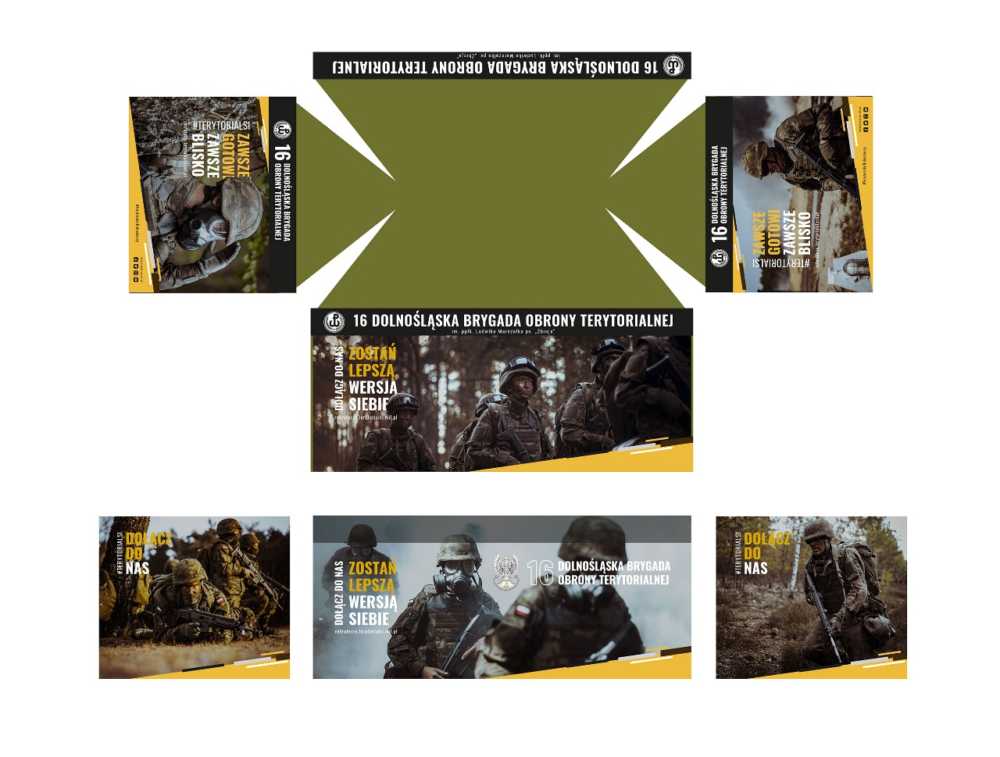 16 DOLNOŚLĄSKA BRYGADA OBRONY TERYTORIALNEJ
im. ppłk. Ludwika Marszałka ps. „Zbroja”
#TERYTORIALSI
ZAWSZE
GOTOWI
ZAWSZE
BLISKO
16 DOLNOŚLĄSKA BRYGADA
OBRONY TERYTORIALNEJ
16 DOLNOŚLĄSKA BRYGADA
OBRONY TERYTORIALNEJ
#TERYTORIALSI
ZAWSZE
GOTOWI
ZAWSZE
BLISKO
16 DOLNOŚLĄSKA BRYGADA OBRONY TERYTORIALNEJ
im. ppłk. Ludwika Marszałka ps. „Zbroja”
DOŁĄCZ DO NAS
ZOSTAŃ
LEPSZĄ
WERSJĄ
SIEBIE
rekruterzy.terytorialsi.mil.pl
#TERYTORIALSI
DOŁĄCZ
DO
NAS
DOŁĄCZ DO NAS
ZOSTAŃ
LEPSZĄ
WERSJĄ
SIEBIE
rekruterzy.terytorialsi.mil.pl
16 DOLNOŚLĄSKA BRYGADA
OBRONY TERYTORIALNEJ
#TERYTORIALSI
DOŁĄCZ
DO
NAS